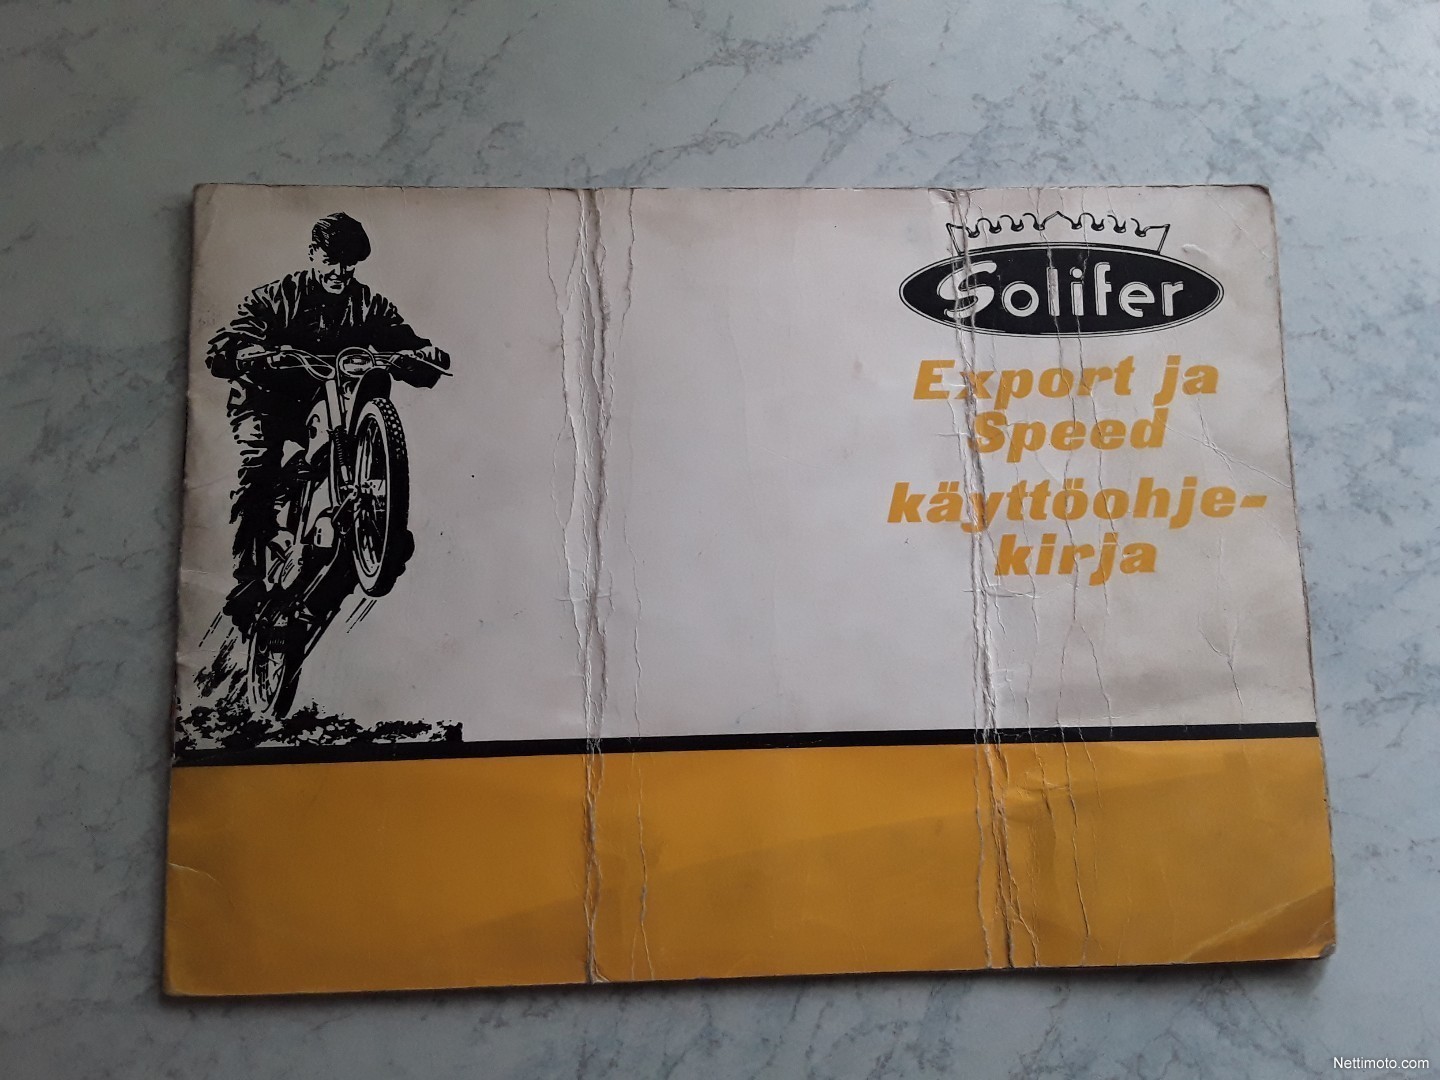 Solifer
Export ja
Speed
käyttöohje-
kirja
Nettimoto.com